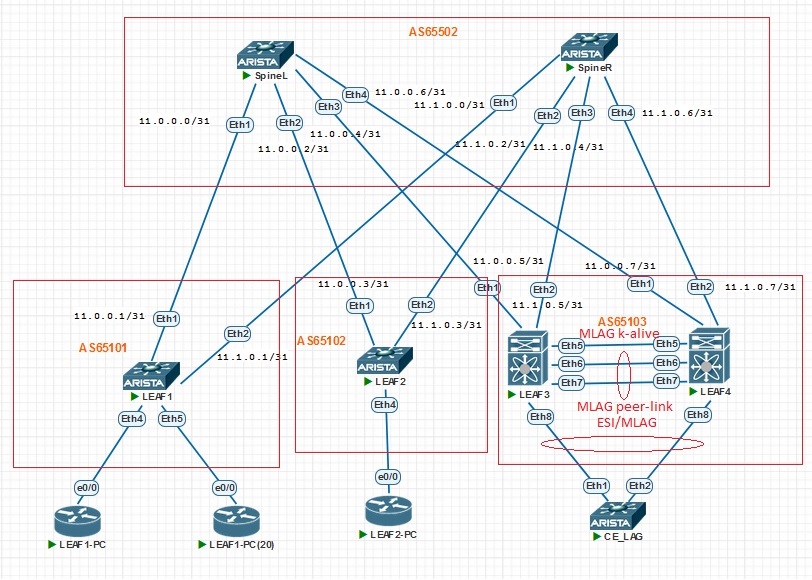 AS65502
ARISTA
SpineL
ARISTA
SpineR
Eth4
11.0.0.6/31
Eth3
11.1.0.0/31
Eth1
Eth2
Eth3
Eth4
11.1.0.6/31
11.0.0.0/31
Eth1
Eth2
11.0.0.4/31
11.0.0.2/31
11.1.0.2/31
11.1.0.4/31
11.0.0.5/31
11.0.0.7/31
11.0.0.3/31
Eth1
Eth2
Eth1
Eth2
11.1.0.7/31
11.0.0.1/31
Eth1
Eth1
Eth2
11.1.0.5/31
Eth2
11.1.0.1/31
11.1.0.3/31
AS65101
AS65102
AS65103
MLAG k-alive
Eth5
Eth5
Eth6
Eth6
Eth7
Eth7
ARISTA
LEAF1
ARISTA
LEAF2
LEAF3
LEAF4
MLAG peer-link
ESI/MLAG
Eth4
Eth5
Eth4
Eth8
Eth8
e0/0
e0/0
e0/0
Eth1
Eth2
ARISTA
CE_LAG
LEAF1-PC
LEAF1-PC(20)
LEAF2-PC